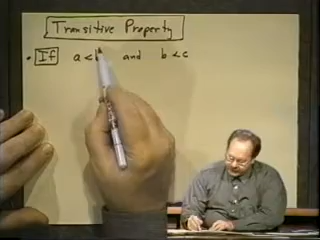 Transitive Property
• If a < b and b < c